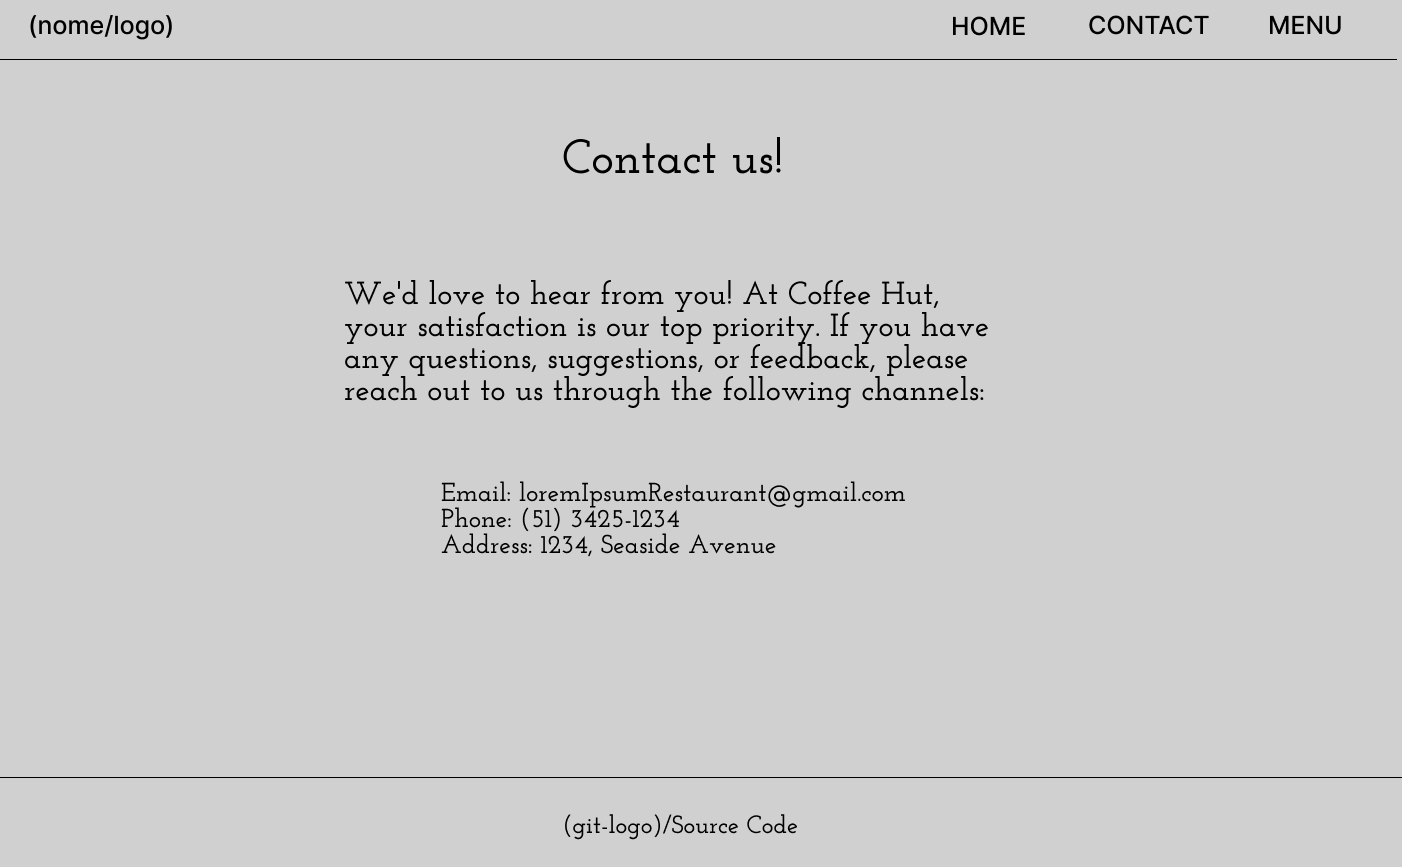 (nome/logo)
HOME CONTACT MENU
Contact us!
We'd love to hear from you! At Coffee Hut,
your satisfaction is our top priority. If you have
any questions, suggestions, or feedback, please
reach out to us through the following channels:
Email: loremIpsumRestaurant@gmail.com
Phone: (51) 3425-1234
Address: 1234, Seaside Avenue
(git-logo)/Source Code